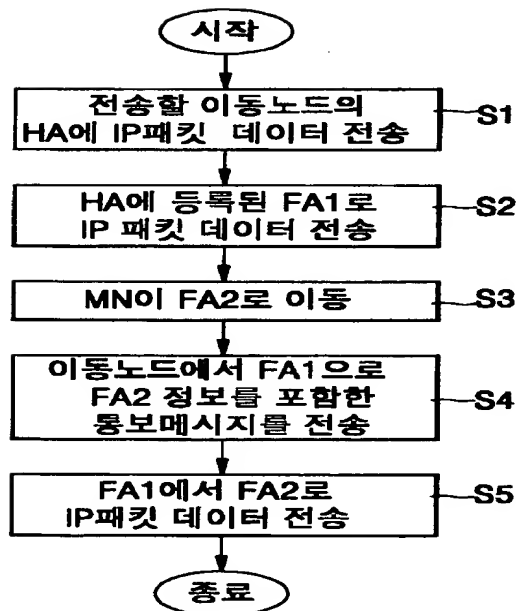 시작
전송할 이동노드의
HA에 IP패킷 데이터 전송
S1
HA에 등록된 FA1로
IP 패킷 데이터 전송
S2
MN이 FA2로 이동
S3
이동노드에서 FA1으로
FA2 정보를 포함한
통보메시지를 전송
S4
FA1에서 FA2로
IP패킷 데이터 전송
S5
종료